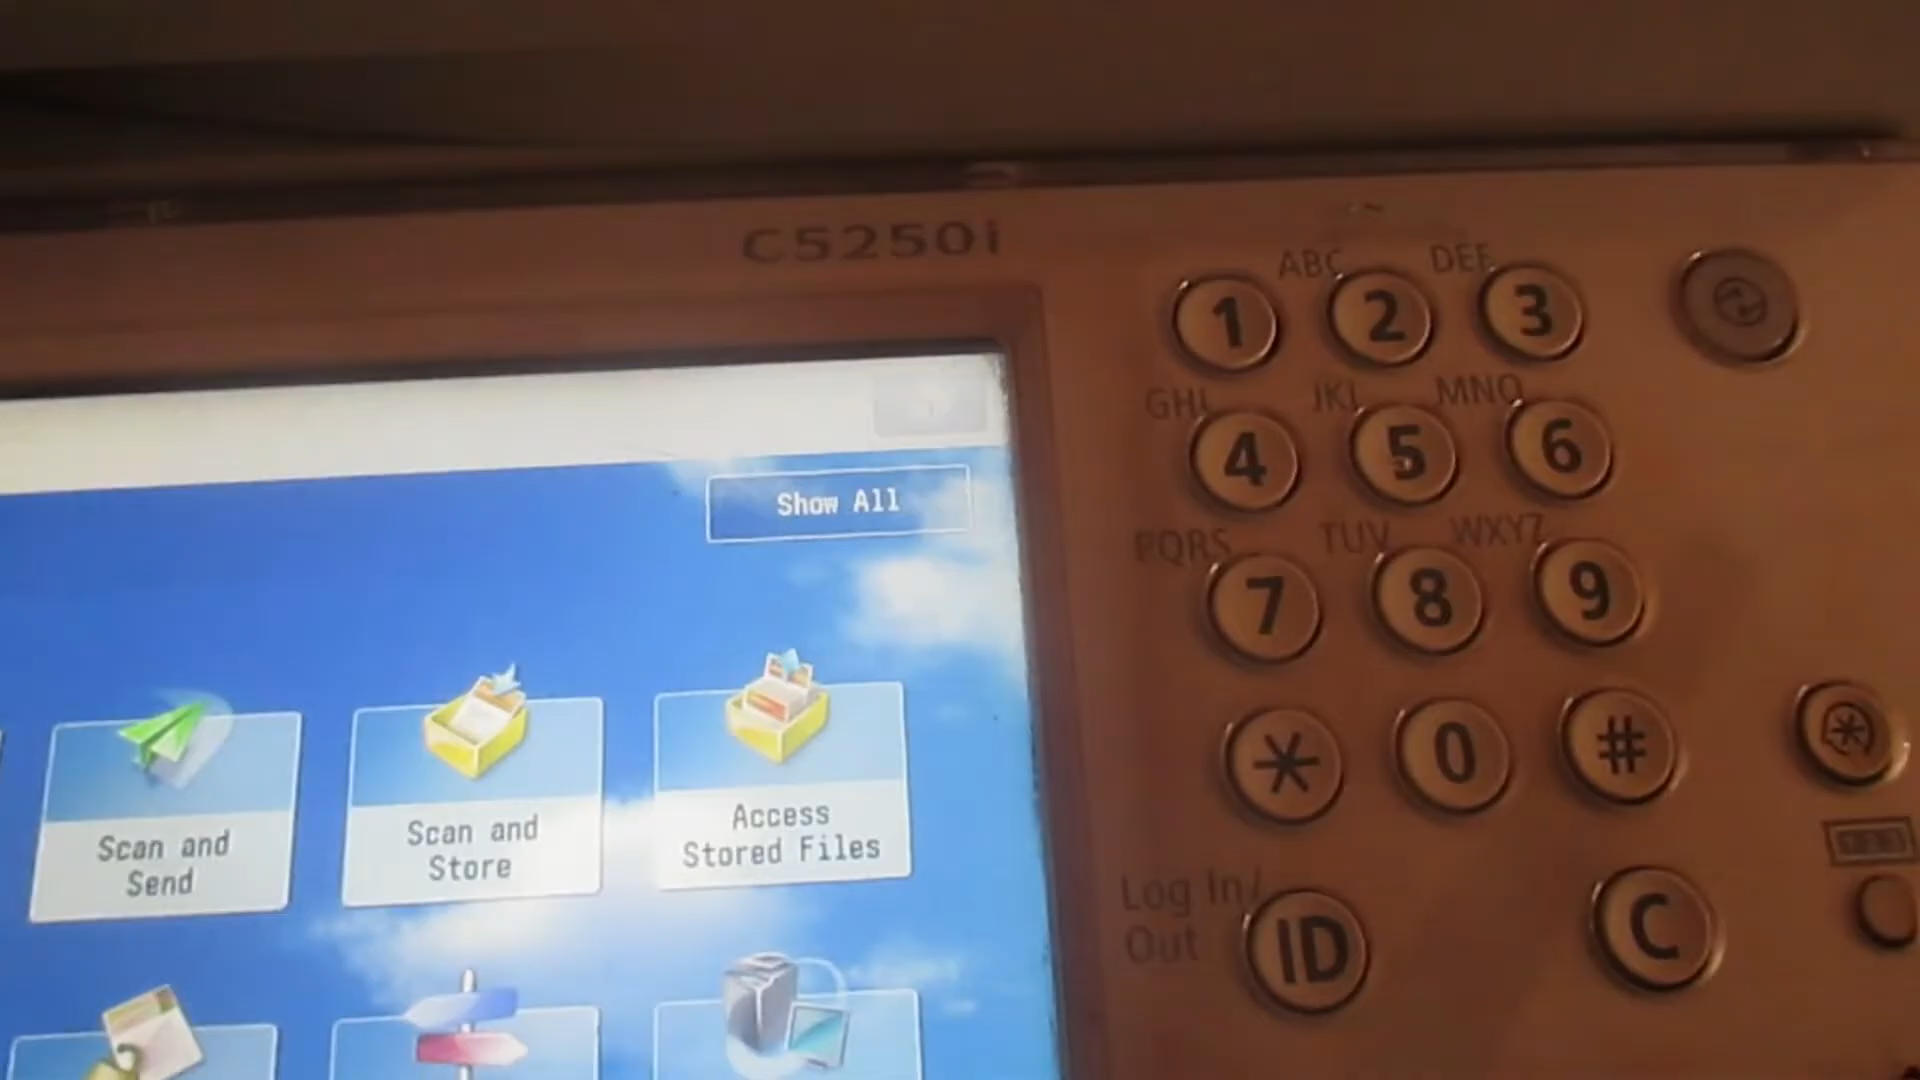 C5250i
Show All
Scan and
Send
Scan and
Store
Access
Stored Files
ABC DEF
1 2 3
GHI JKL MNO
4 5 6
PQRS TUV WXYZ
7 8 9
* 0 #
Log In/
Out
ID C